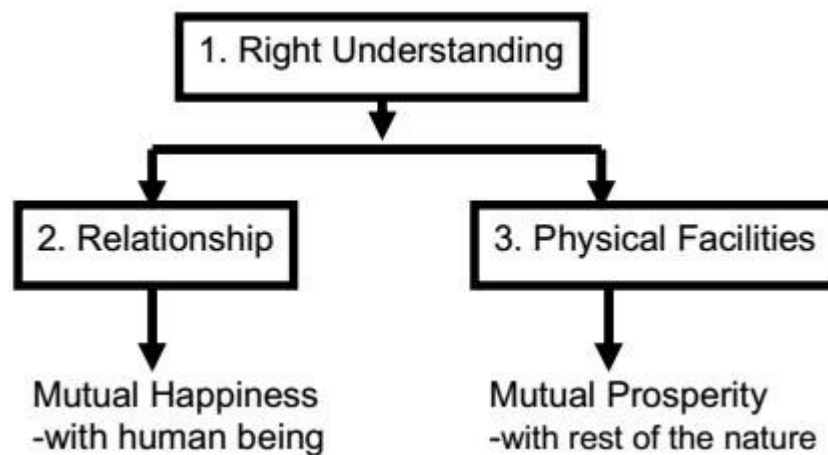 1. Right Understanding
2. Relationship
3. Physical Facilities
Mutual Happiness
-with human being
Mutual Prosperity
-with rest of the nature